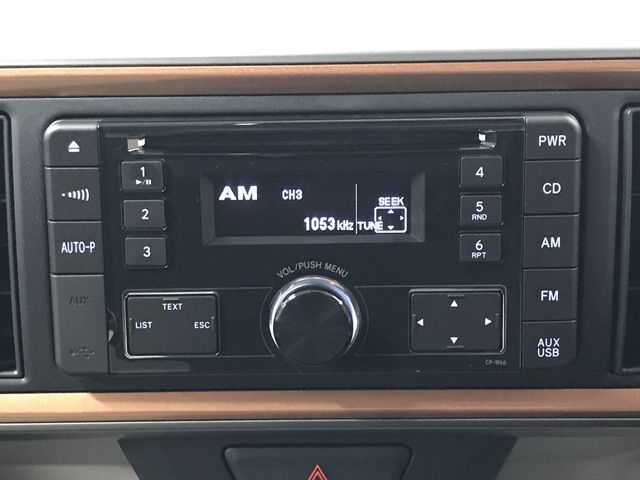 1
▶/❚❚
2
3
AUTO-P
AUX
AM CH3
SEEK
1053 kHz TUNE
4
5
RND
6
RPT
PWR
CD
AM
FM
AUX
USB
VOL/PUSH MENU
TEXT
LIST ESC
CP-W66